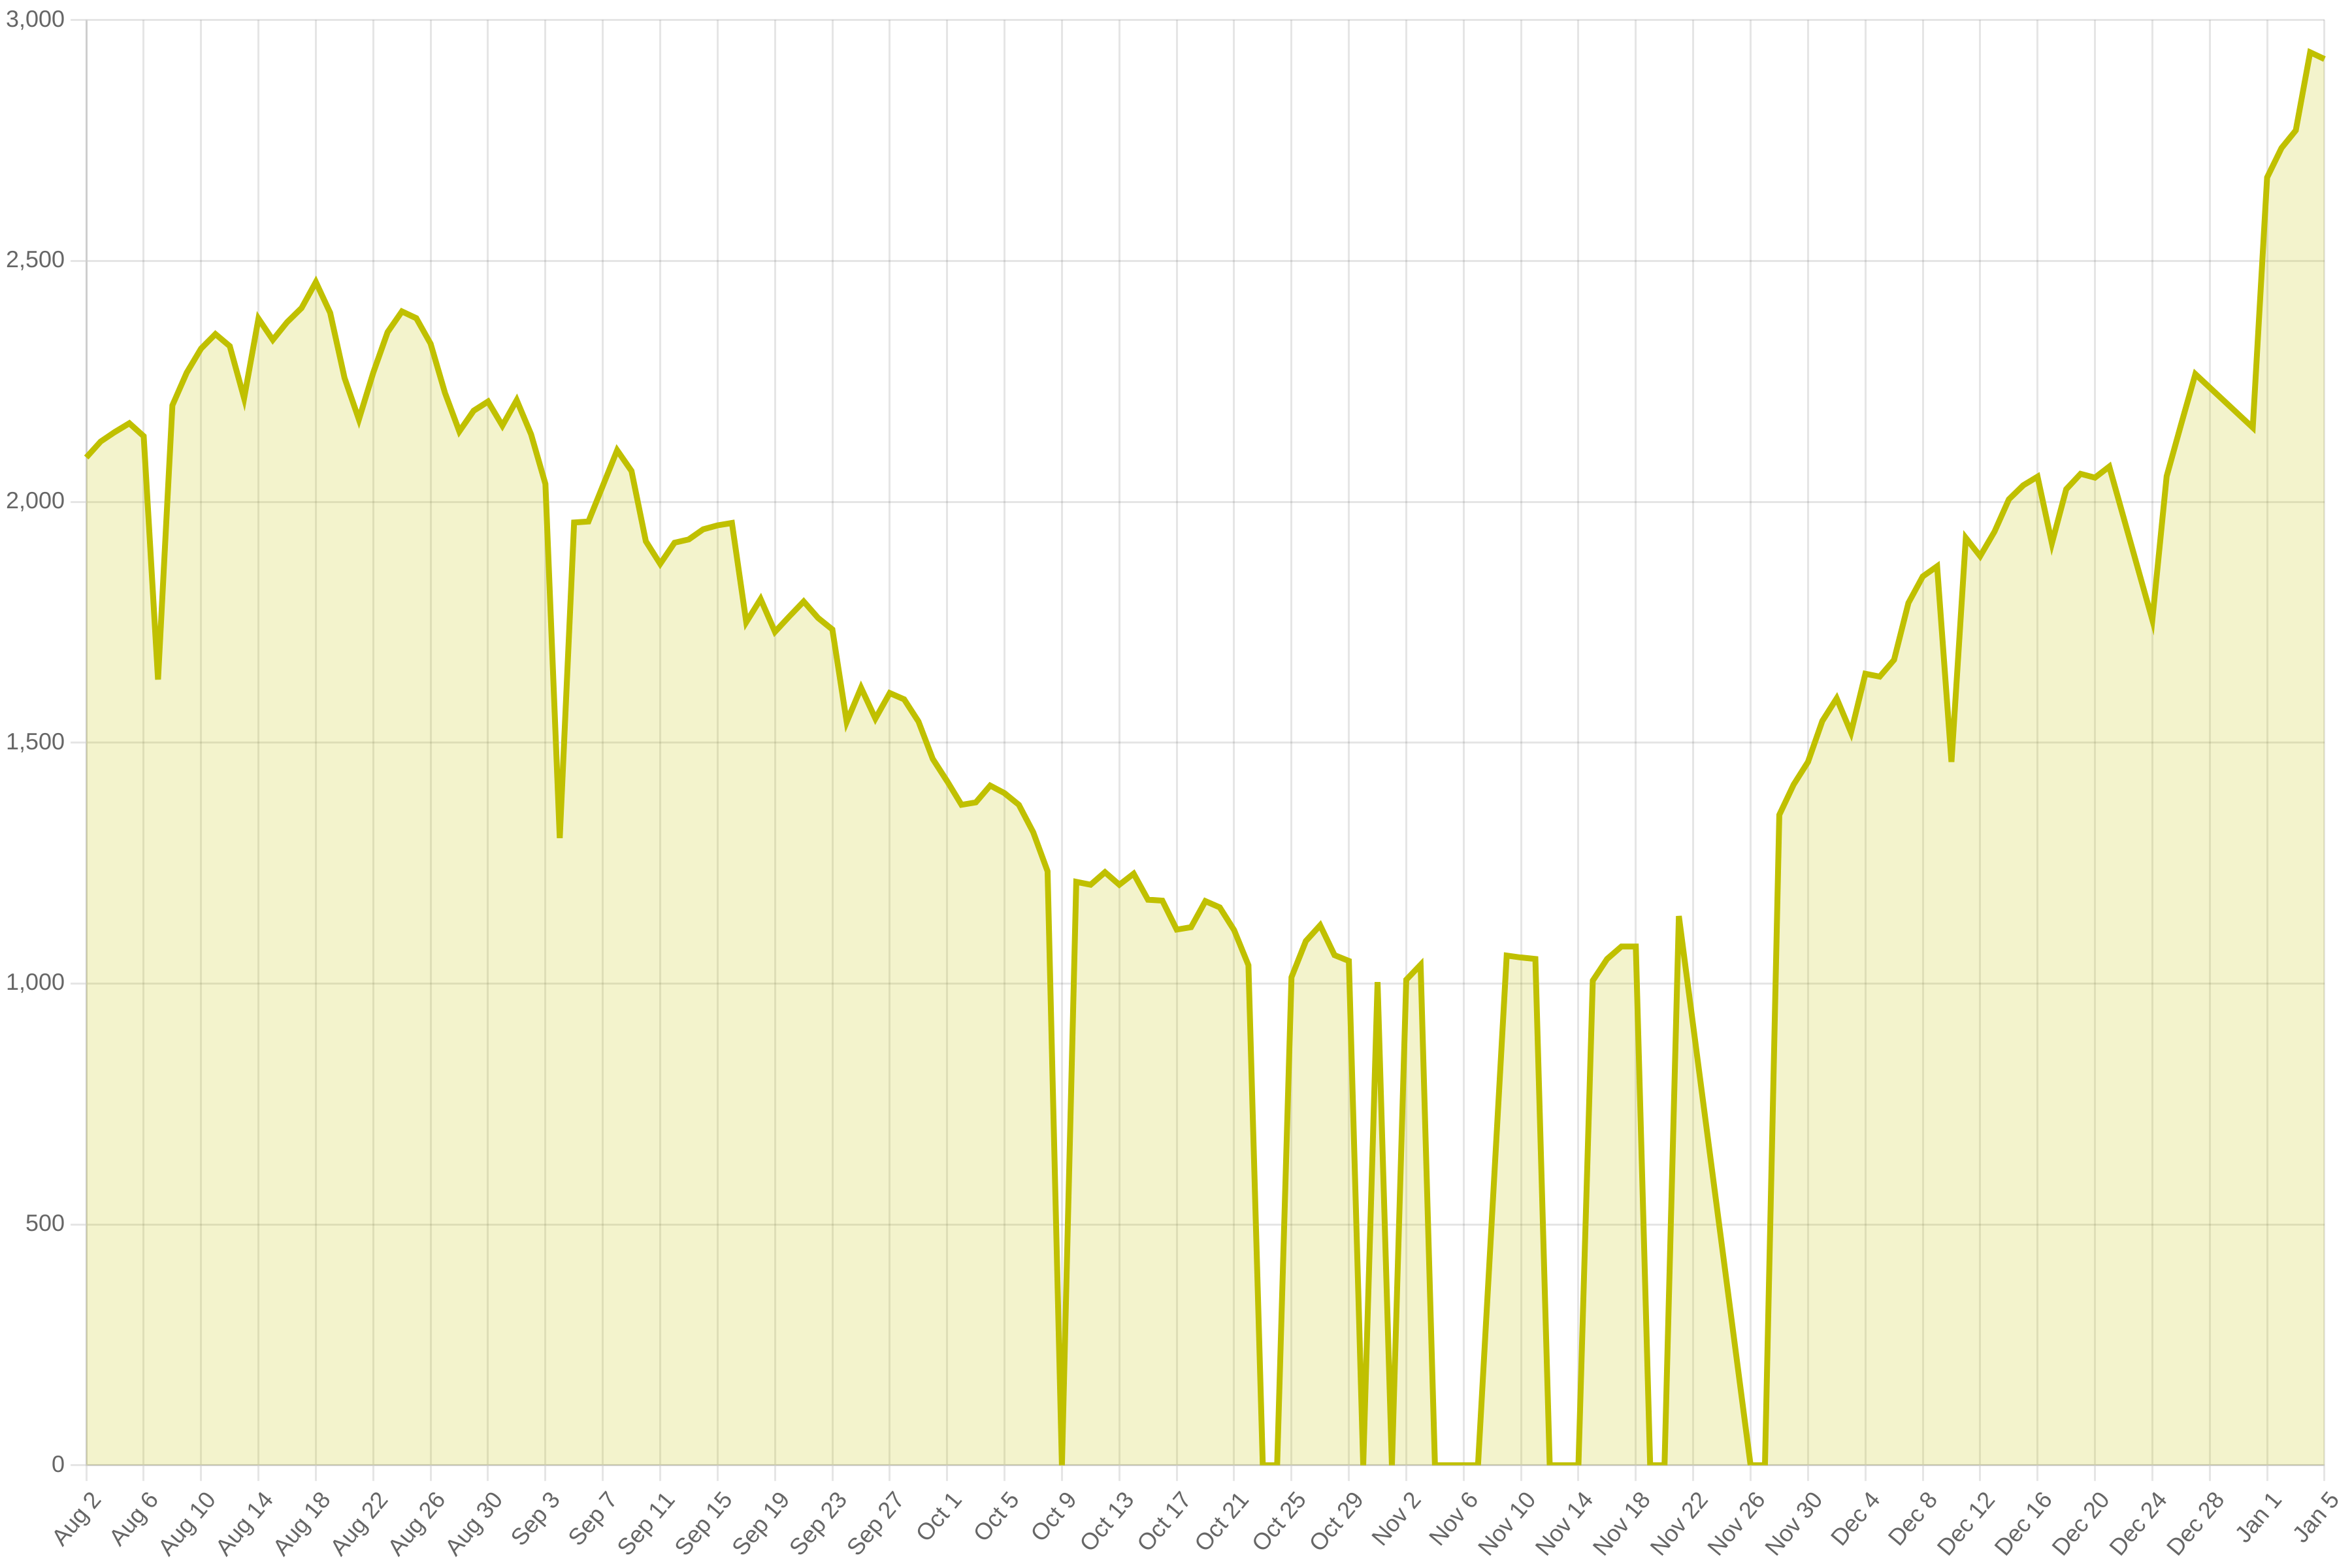 3,000
2,500
2,000
1,500
1,000
500
0
Aug 2
Aug 6
Aug 10
Aug 14
Aug 18
Aug 22
Aug 26
Aug 30
Sep 3
Sep 7
Sep 11
Sep 15
Sep 19
Sep 23
Sep 27
Oct 1
Oct 5
Oct 9
Oct 13
Oct 17
Oct 21
Oct 25
Oct 29
Nov 2
Nov 6
Nov 10
Nov 14
Nov 18
Nov 22
Nov 26
Nov 30
Dec 4
Dec 8
Dec 12
Dec 16
Dec 20
Dec 24
Dec 28
Jan 1
Jan 5